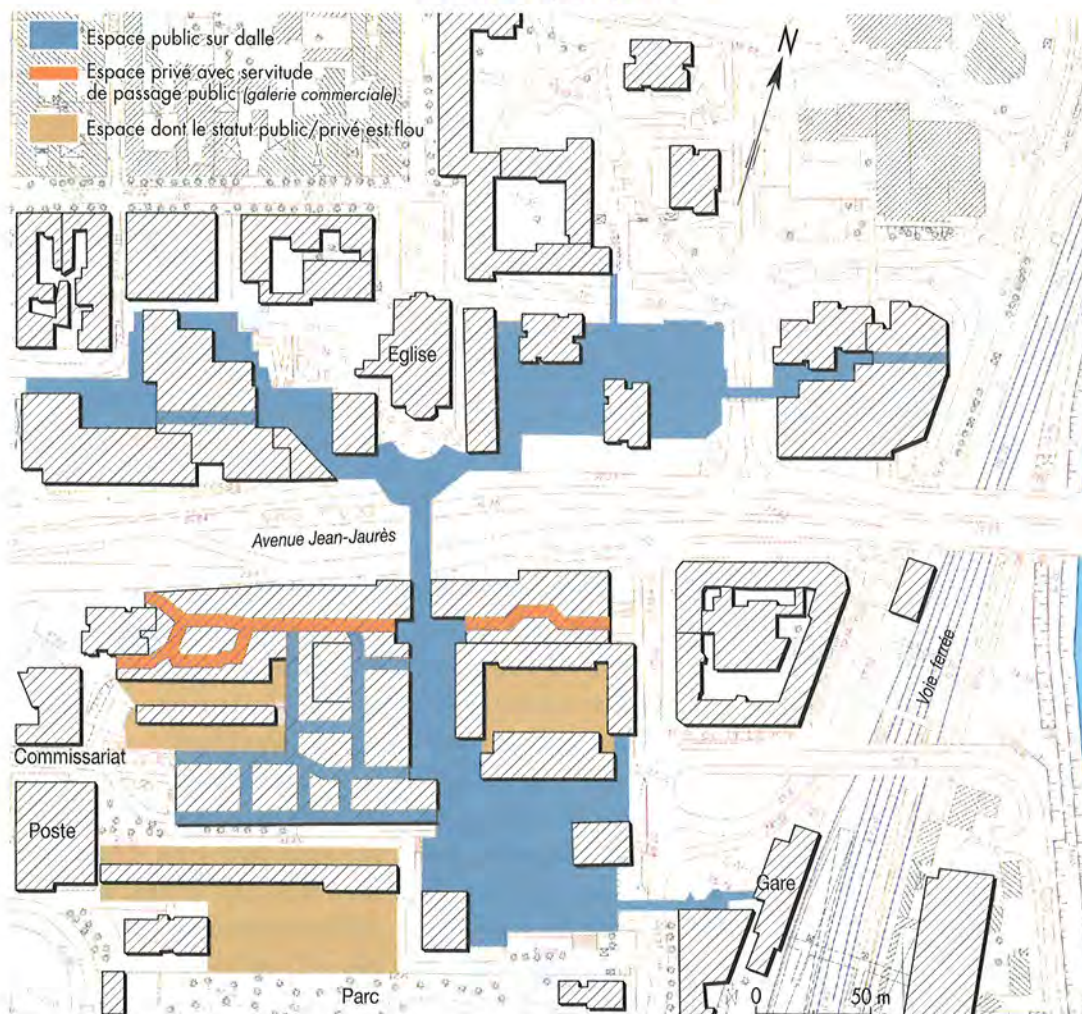 Espace public sur dalle
Espace privé avec servitude
de passage public (galerie commerciale)
Espace dont le statut public/privé est flou
N
Eglise
Avenue Jean-Jaurès
Voie ferrée
Commissariat
Poste
Gare
Parc
0 50 m